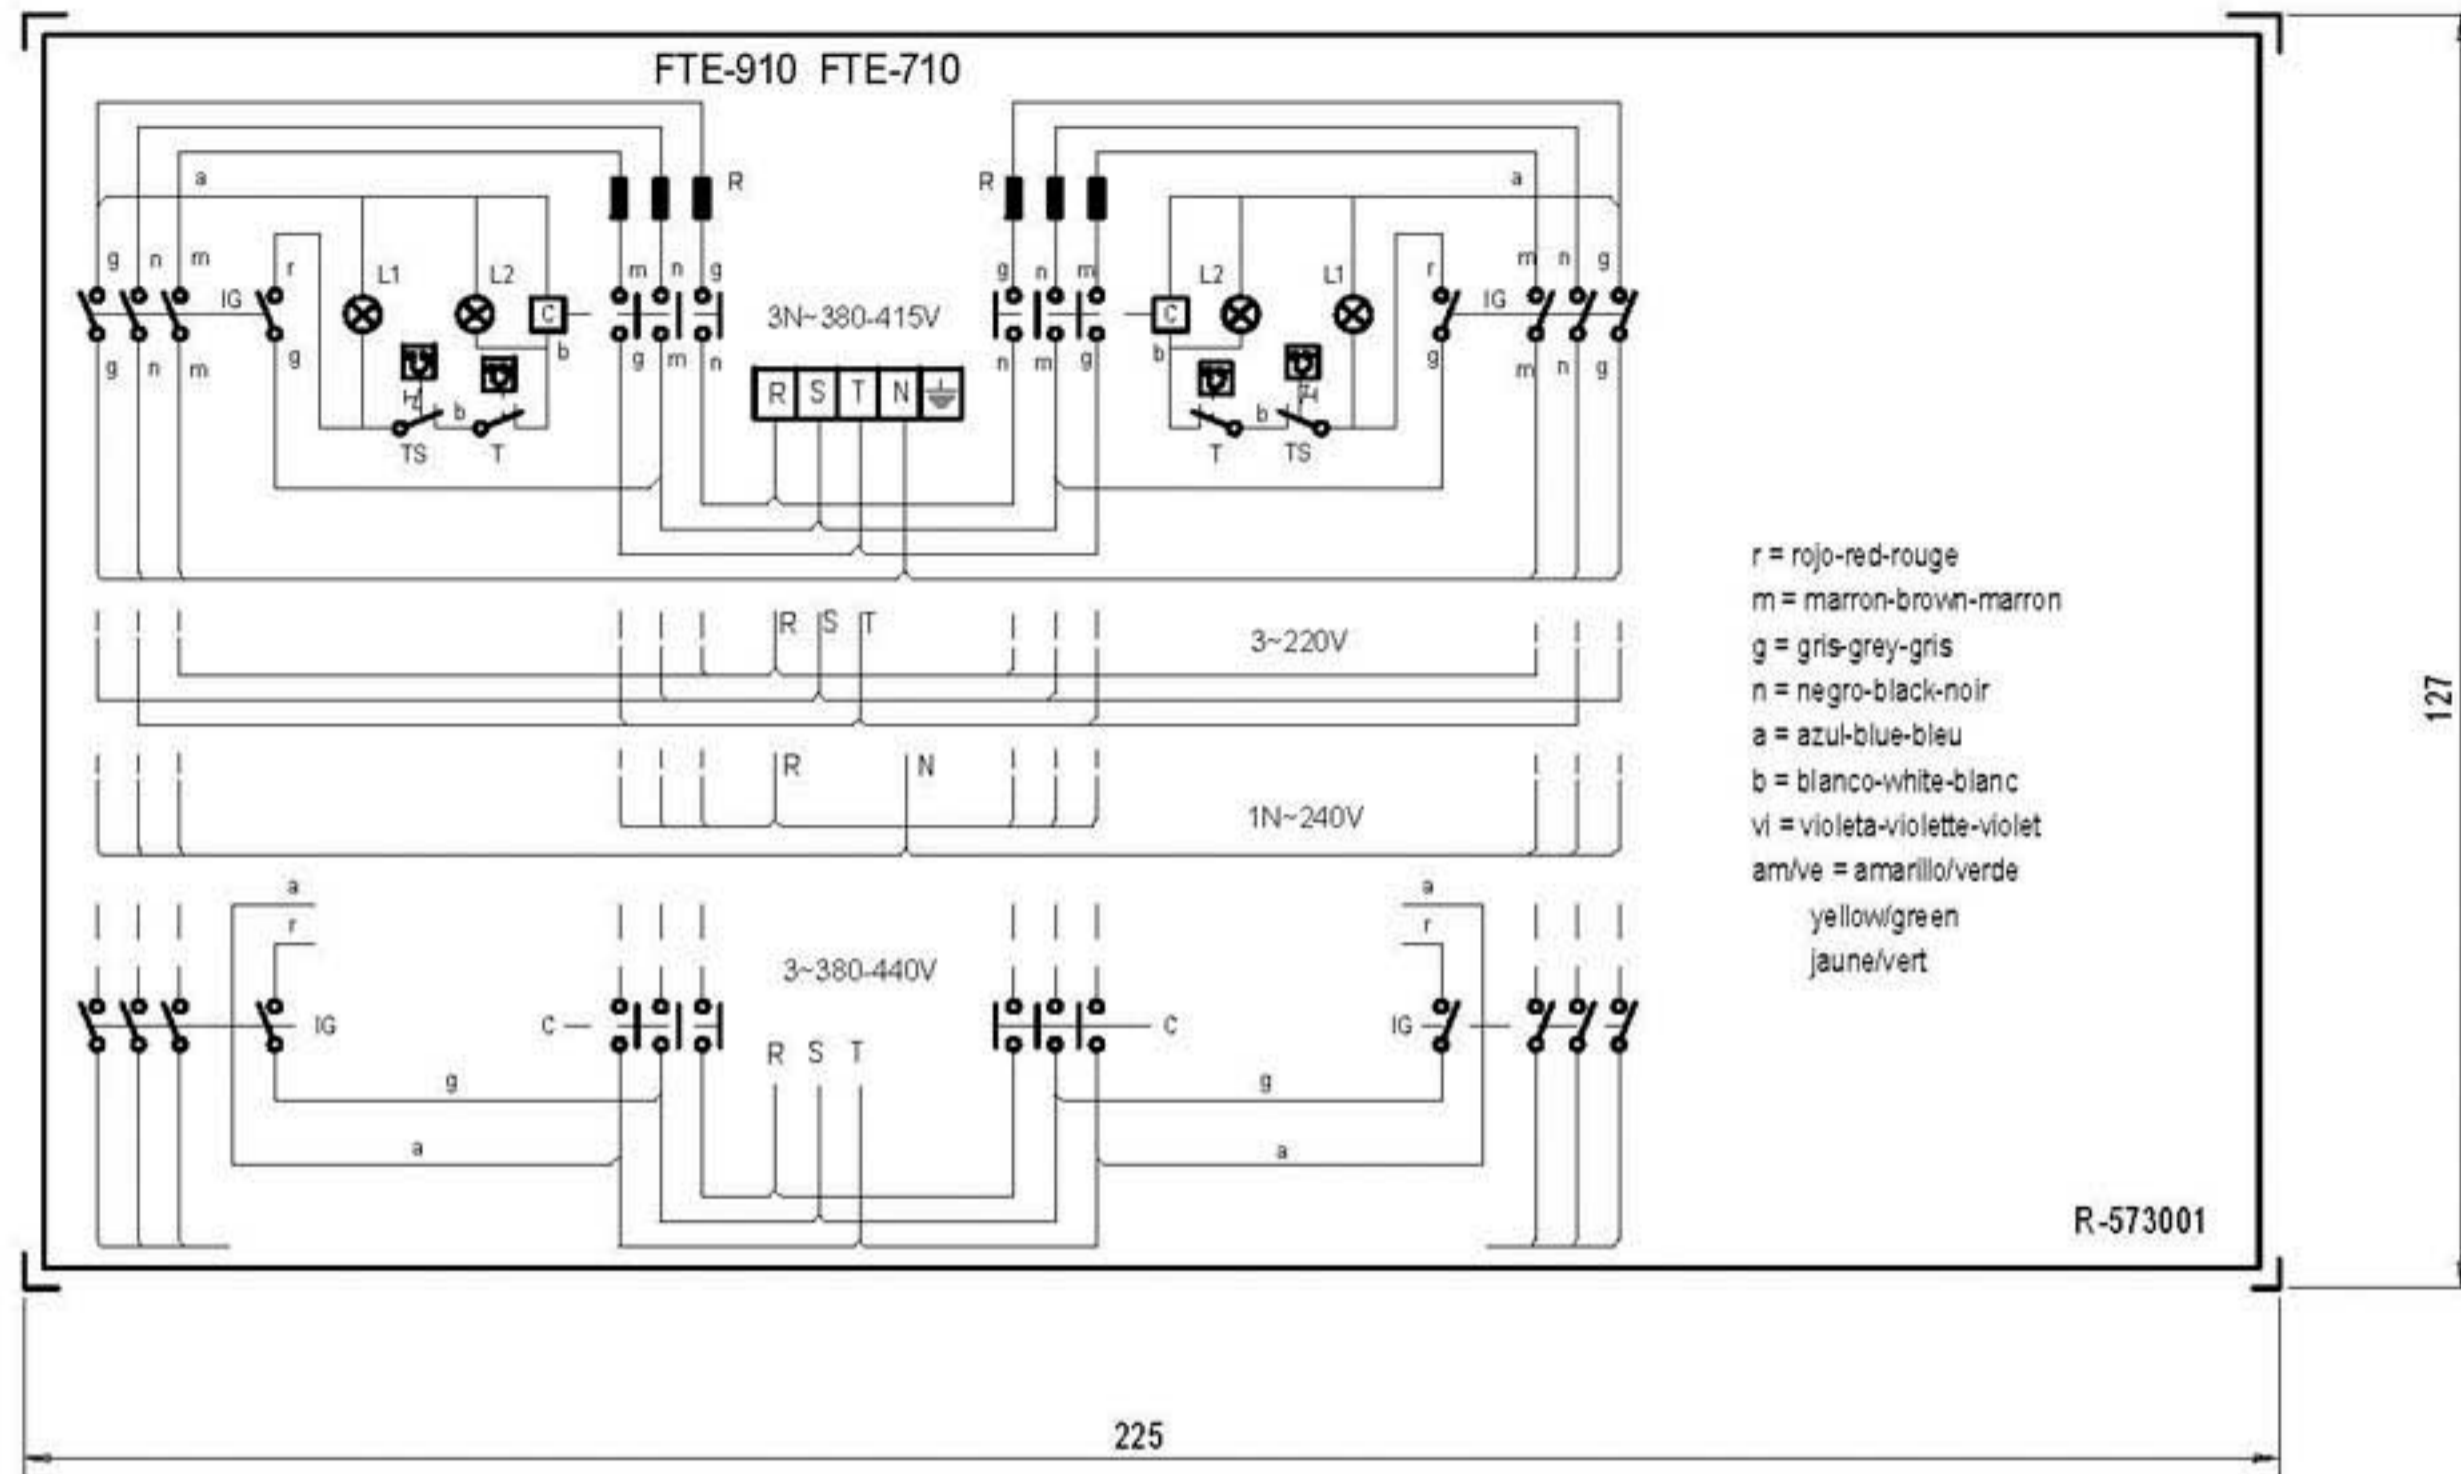 FTE-910 FTE-710
a
R
R
a
g n m
r
L1
L2
m n g
g n m
L2
L1
r
m n g
IG
C
3N~380-415V
C
IG
g n m
g
b
g m n
n m g
b
g
m n g
R S T N
b
b
TS
T
T
TS
r = rojo-red-rouge
m = marron-brown-marron
R S T
3~220V
g = gris-grey-gris
n = negro-black-noir
a = azul-blue-bleu
R
N
b = blanco-white-blanc
1N~240V
vi = violeta-violette-violet
am/ve = amarillo/verde
yellow/green
jaune/vert
a
a
r
r
3~380-440V
IG
C
C
IG
R S T
g
g
a
a
R-573001
127
225